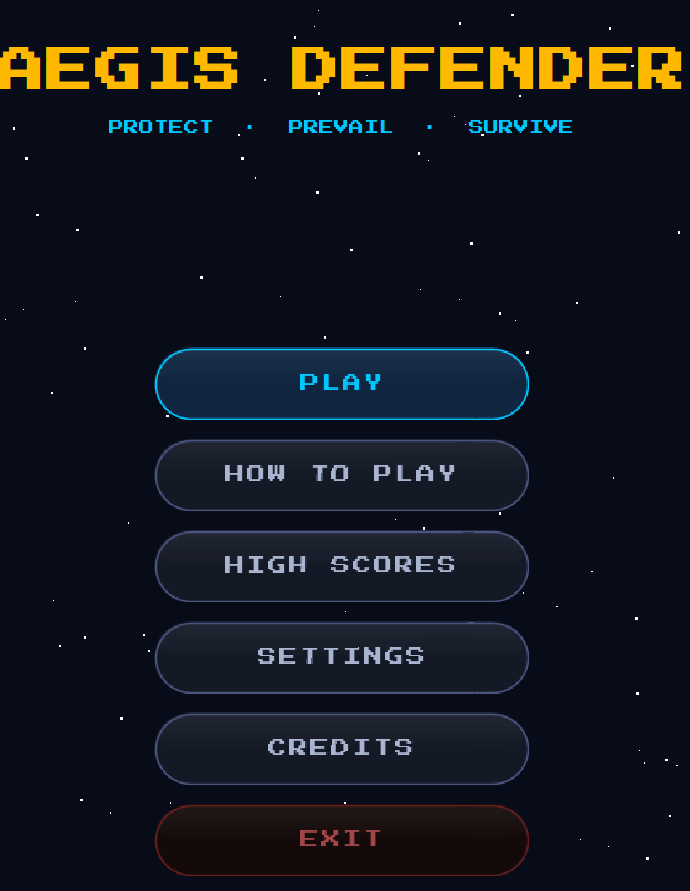 AEGIS DEFENDER
PROTECT · PREVAIL · SURVIVE
PLAY
HOW TO PLAY
HIGH SCORES
SETTINGS
CREDITS
EXIT